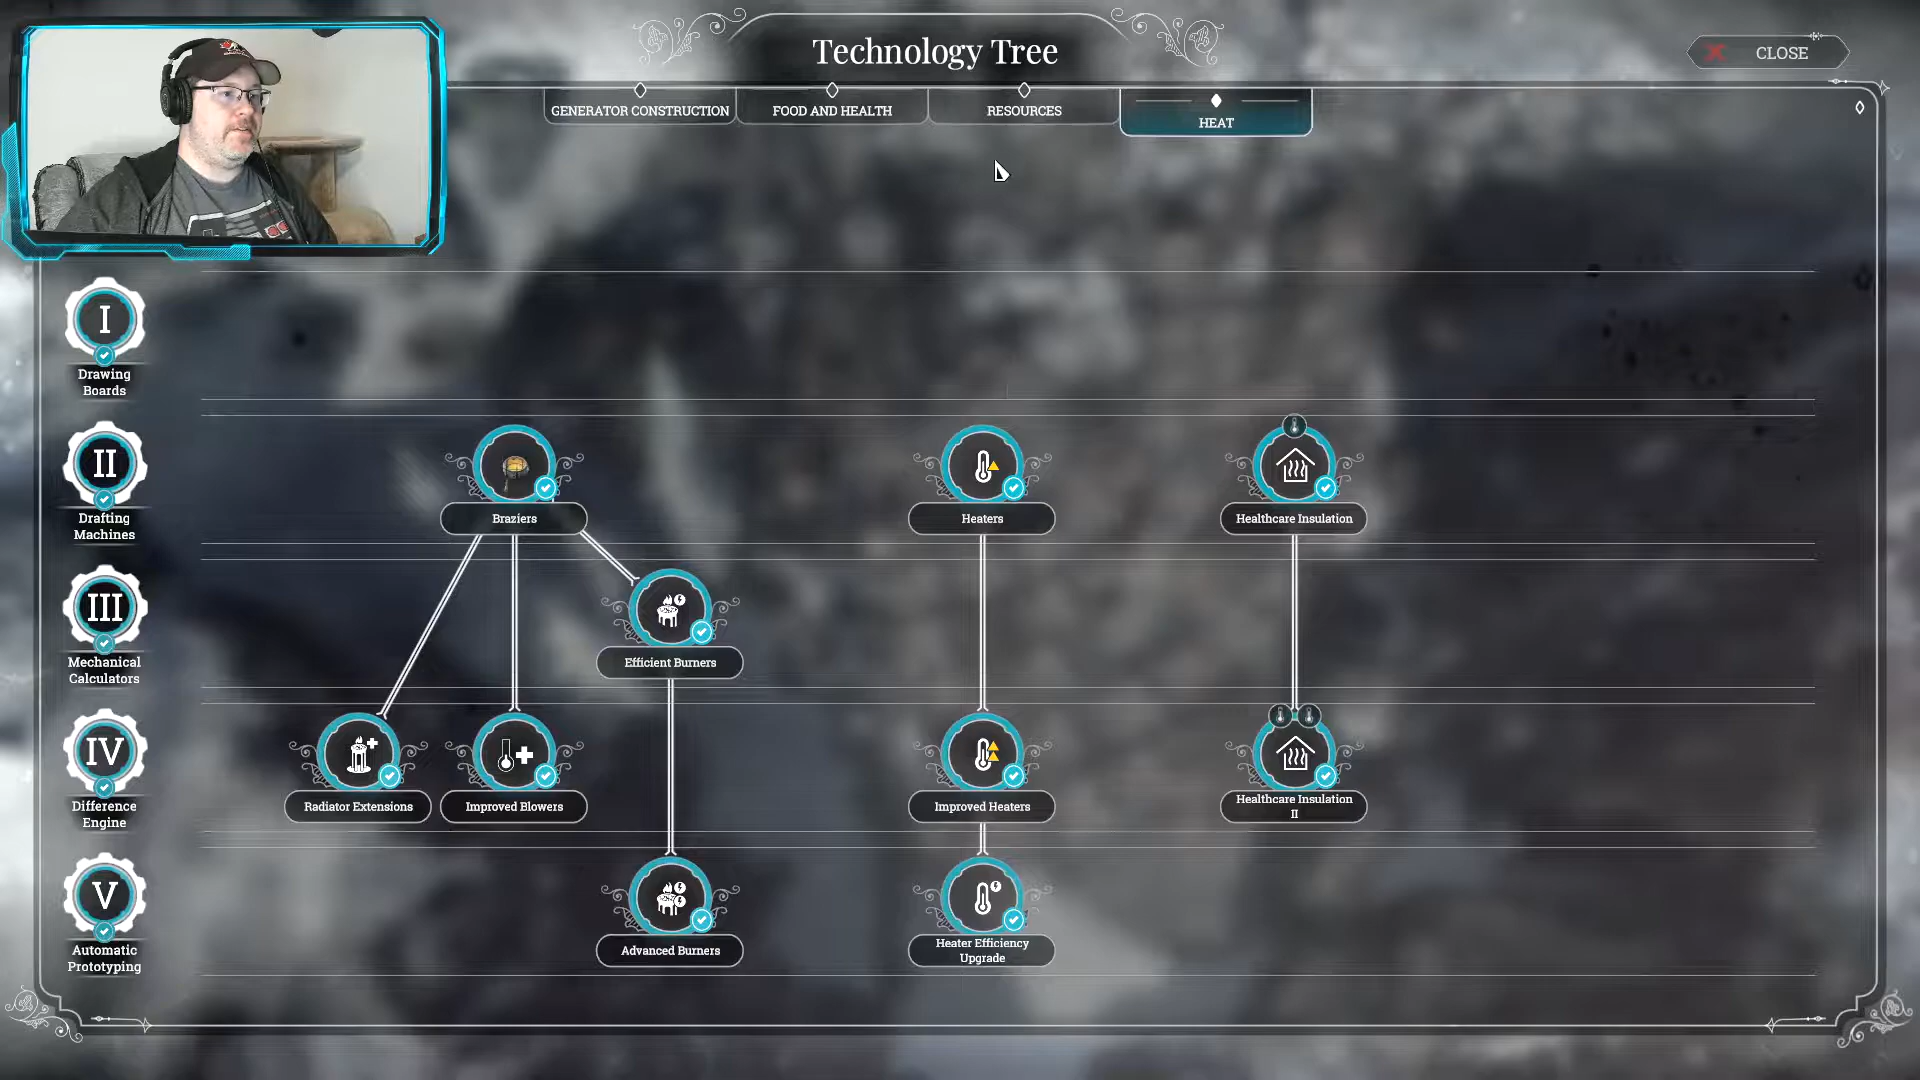 Technology Tree
CLOSE
GENERATOR CONSTRUCTION
FOOD AND HEALTH
RESOURCES
HEAT
I
Drawing
Boards
II
Drafting
Machines
Braziers
Heaters
Healthcare Insulation
III
Mechanical
Calculators
Efficient Burners
IV
Difference
Engine
Radiator Extensions
Improved Blowers
Improved Heaters
Healthcare Insulation
II
V
Automatic
Prototyping
Advanced Burners
Heater Efficiency
Upgrade